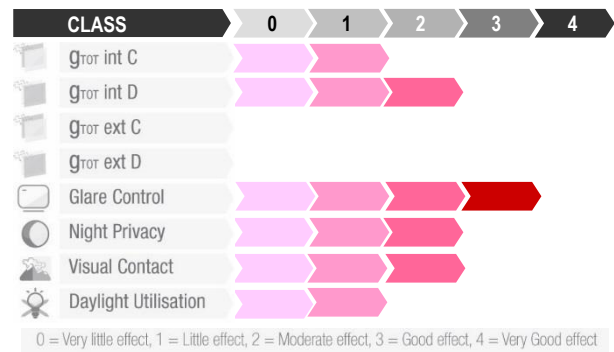 CLASS 0 1 2 3 4
gTOT int C
gTOT int D
gTOT ext C
gTOT ext D
Glare Control
Night Privacy
Visual Contact
Daylight Utilisation
0 = Very little effect, 1 = Little effect, 2 = Moderate effect, 3 = Good effect, 4 = Very Good effect